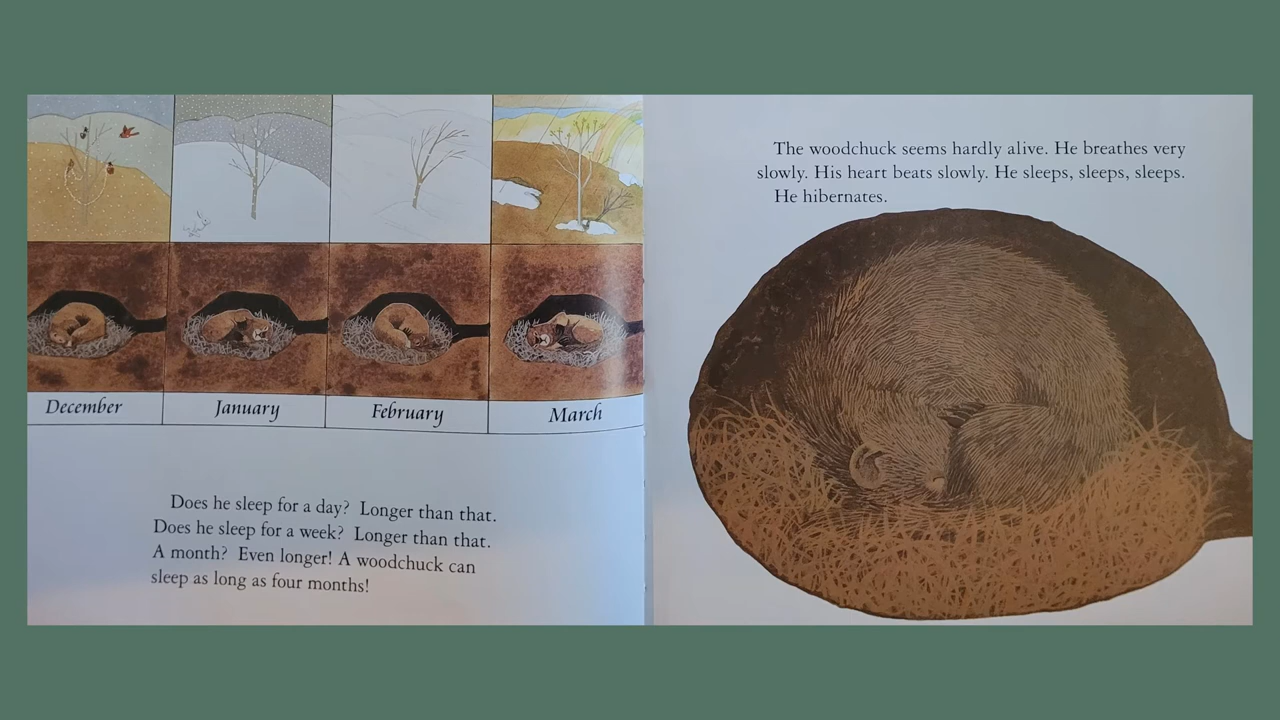 December
January
February
March
Does he sleep for a day? Longer than that.
Does he sleep for a week? Longer than that.
A month? Even longer! A woodchuck can
sleep as long as four months!
The woodchuck seems hardly alive. He breathes very
slowly. His heart beats slowly. He sleeps, sleeps, sleeps.
He hibernates.